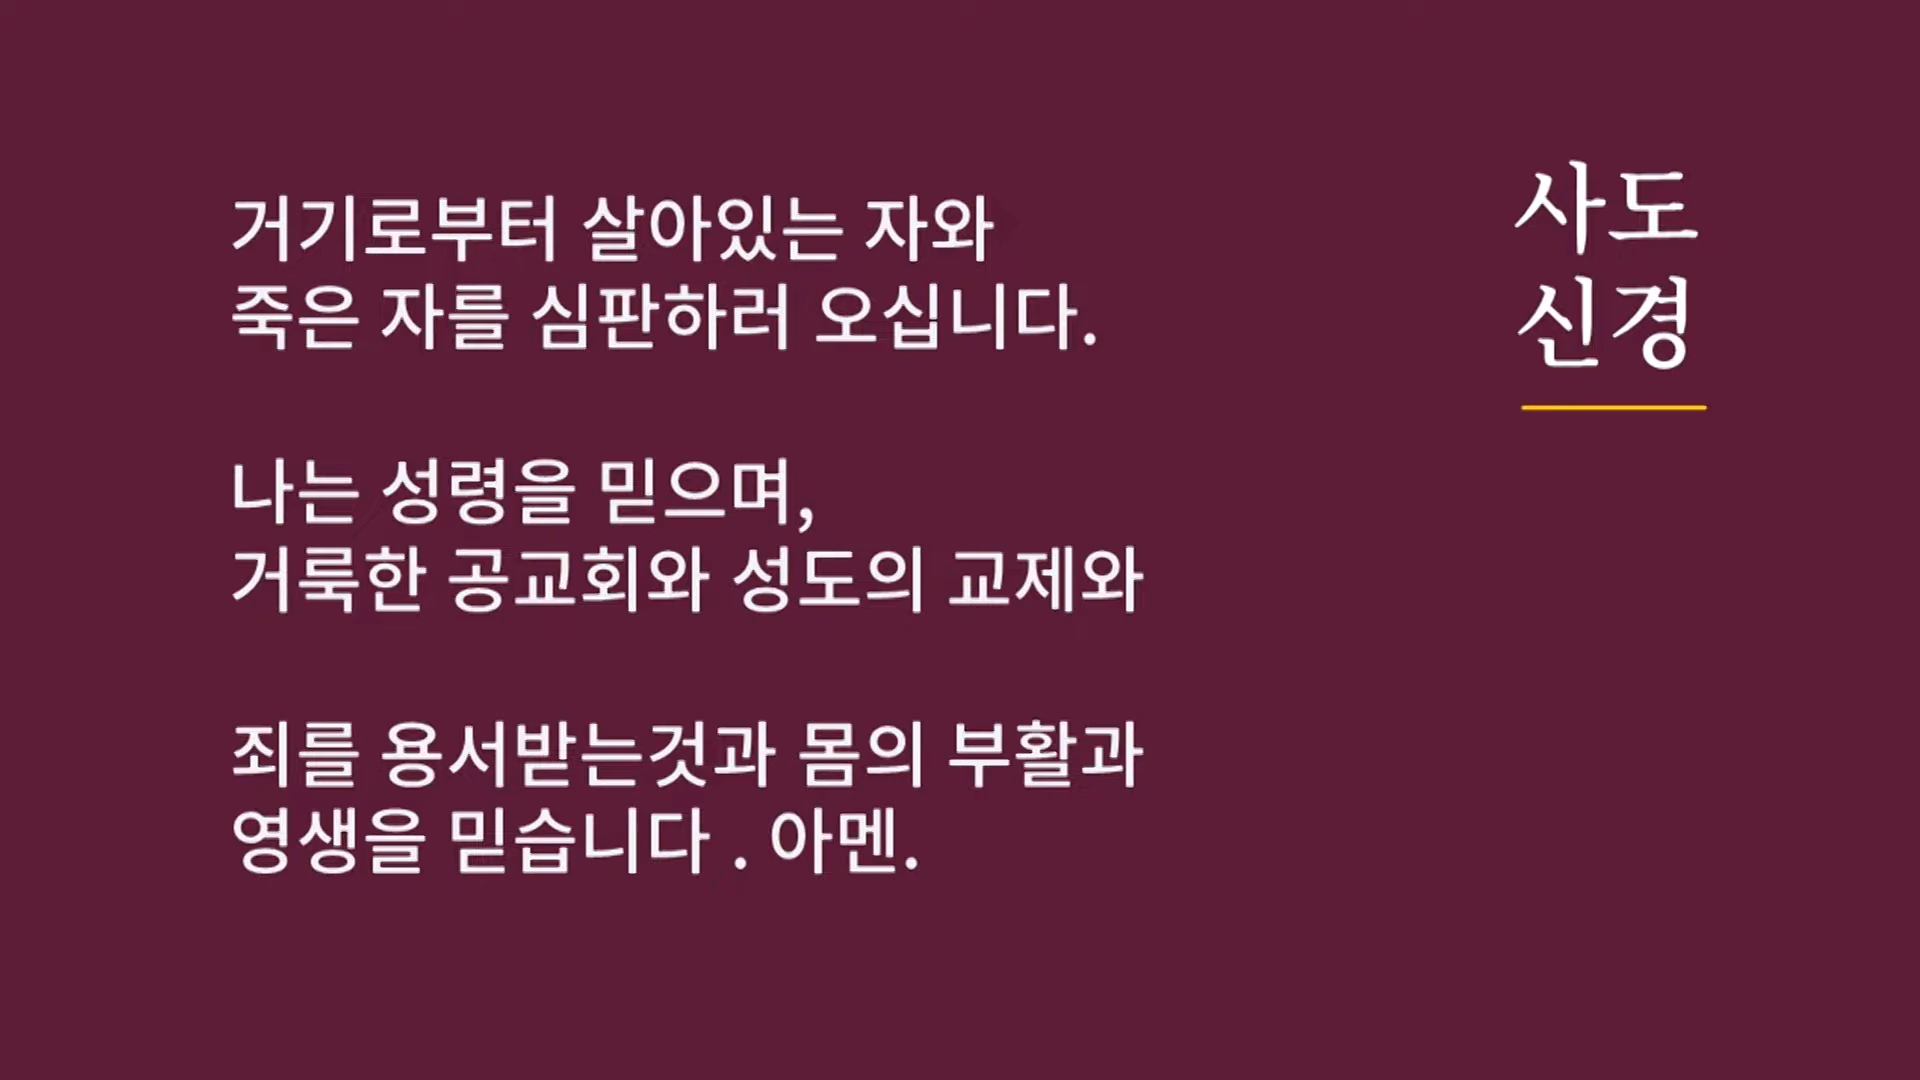 사도
신경
거기로부터 살아있는 자와
죽은 자를 심판하러 오십니다.
나는 성령을 믿으며,
거룩한 공교회와 성도의 교제와
죄를 용서받는것과 몸의 부활과
영생을 믿습니다 . 아멘.